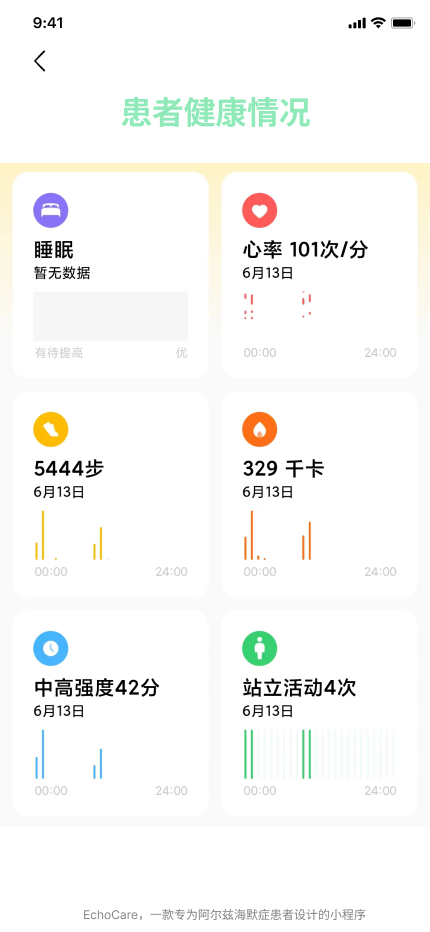 9:41
患者健康情况
睡眠
暂无数据
有待提高 优
心率 101次/分
6月13日
00:00 24:00
5444步
6月13日
00:00 24:00
329 千卡
6月13日
00:00 24:00
中高强度42分
6月13日
00:00 24:00
站立活动4次
6月13日
00:00 24:00
EchoCare，一款专为阿尔兹海默症患者设计的小程序